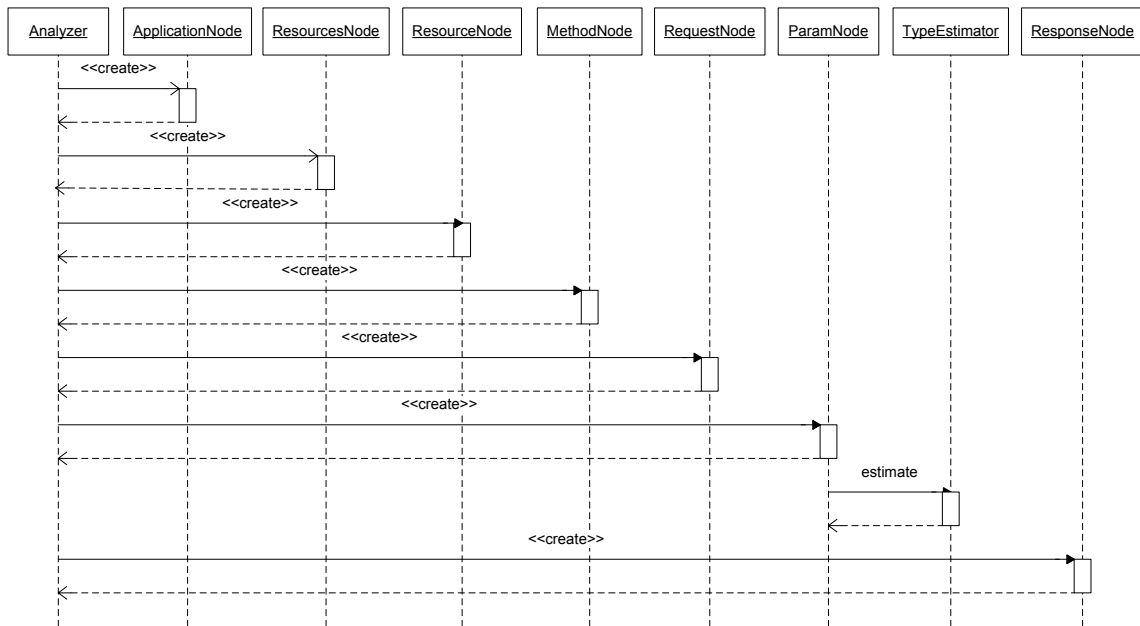 Analyzer ApplicationNode ResourcesNode ResourceNode MethodNode RequestNode ParamNode TypeEstimator ResponseNode
<<create>>
<<create>>
<<create>>
<<create>>
<<create>>
<<create>>
estimate
<<create>>